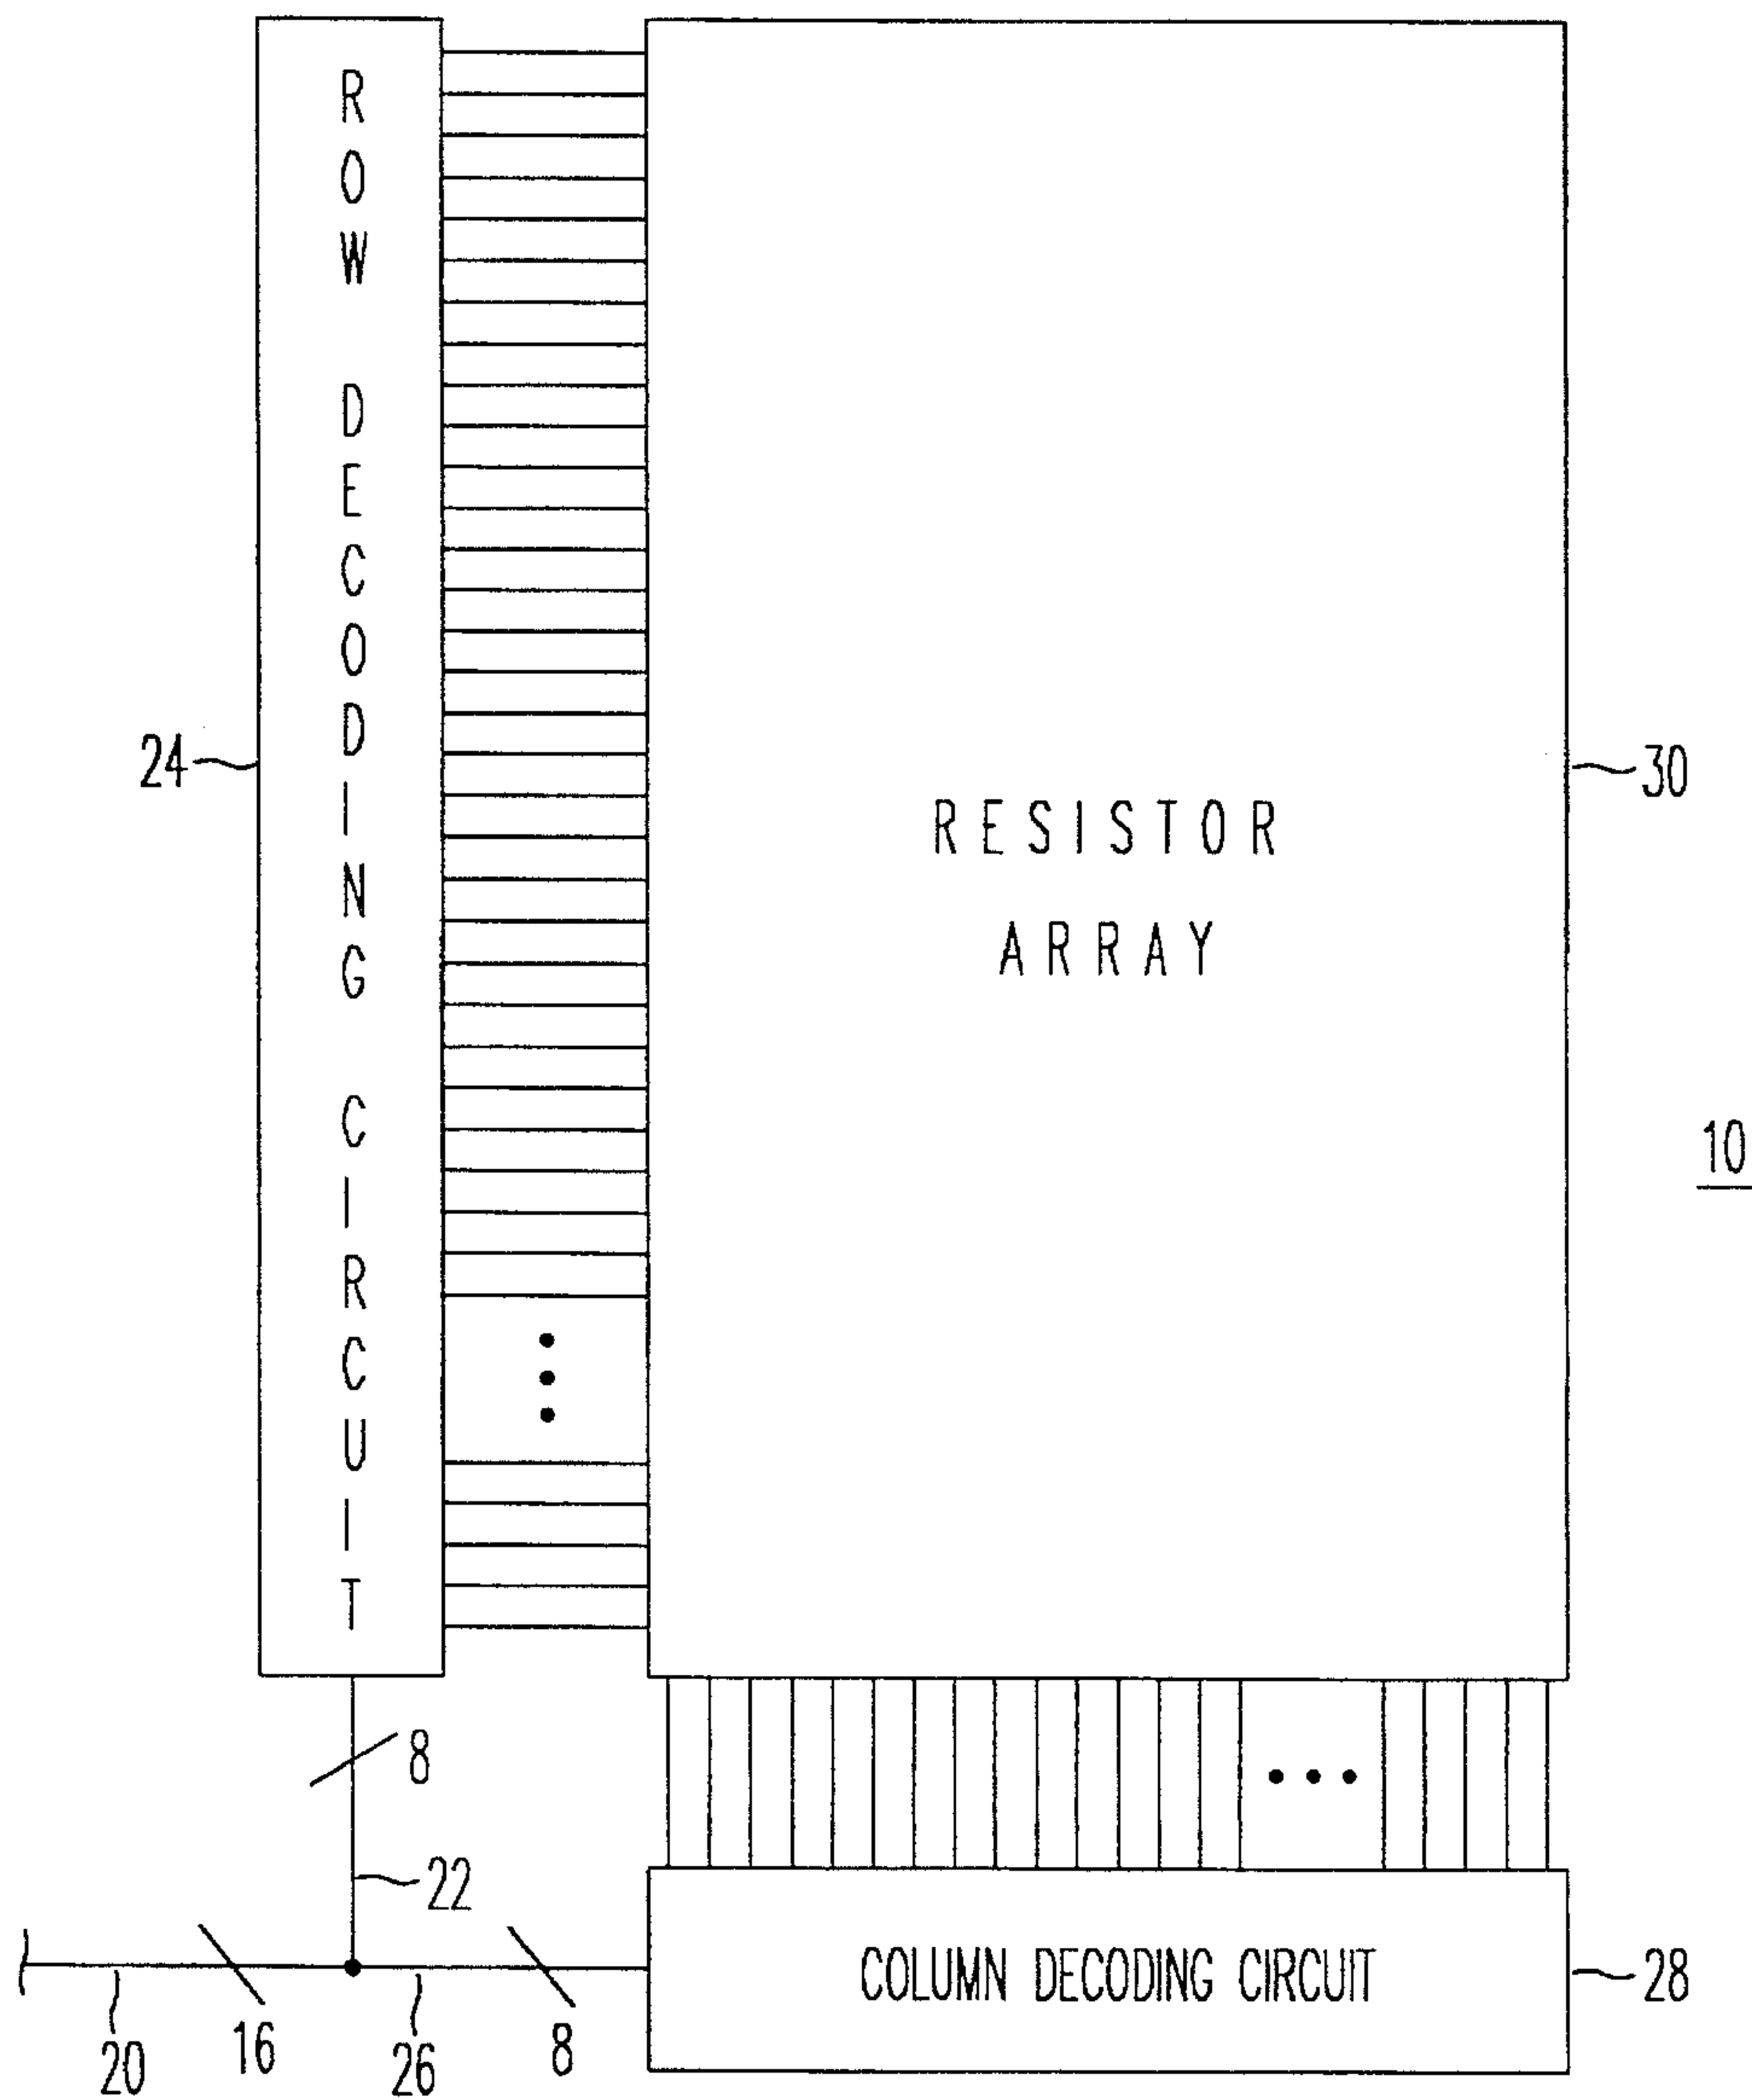 ROW DECODING CIRCUIT
24
RESISTOR
ARRAY
30
10
8
22
20
16
26
8
COLUMN DECODING CIRCUIT
28